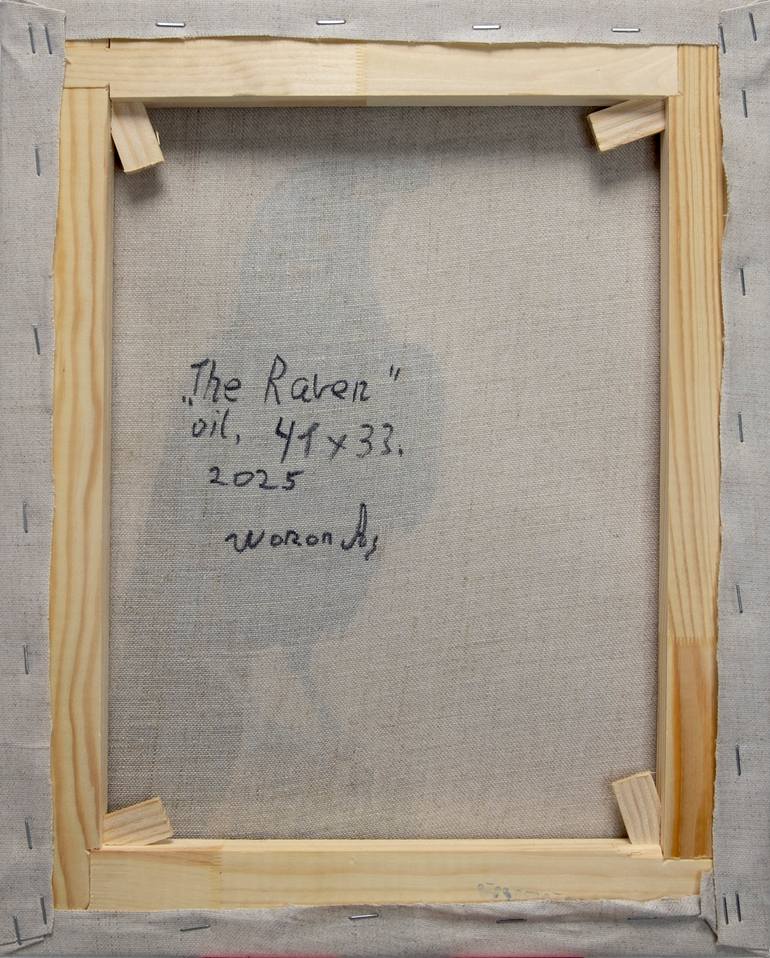 „The Raven"
oil, 41x33.
2025
Woron